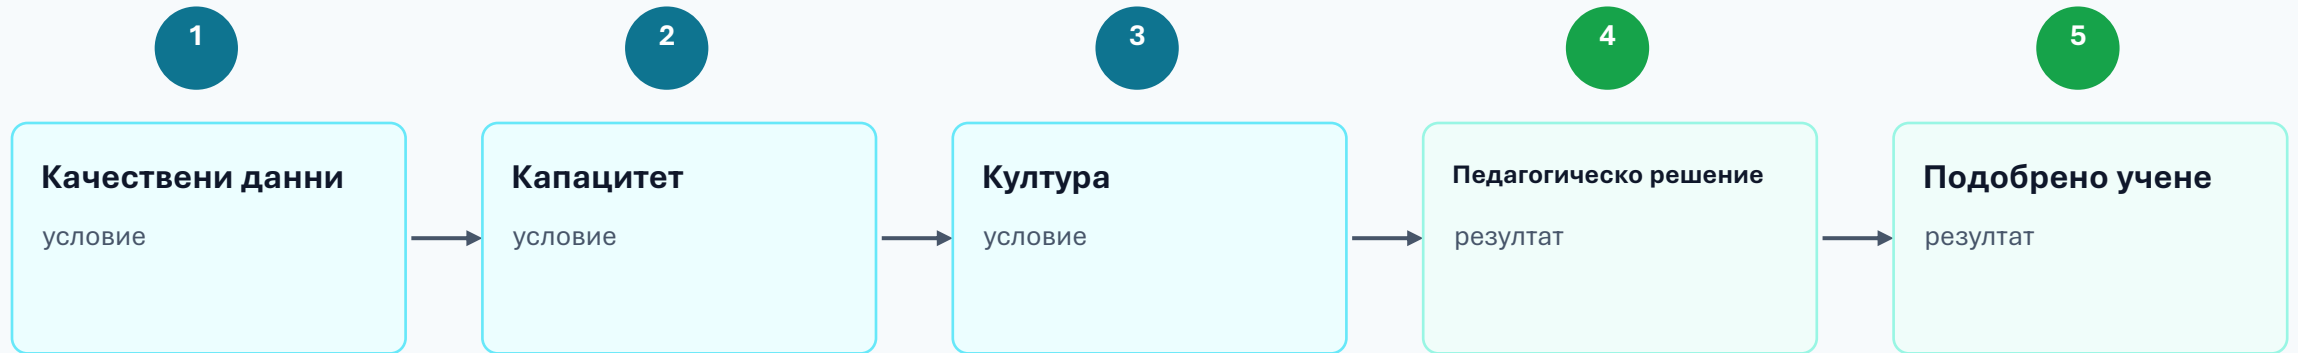 1
Качествени данни
условие
2
Капацитет
условие
3
Култура
условие
4
Педагогическо решение
резултат
5
Подобрено учене
резултат